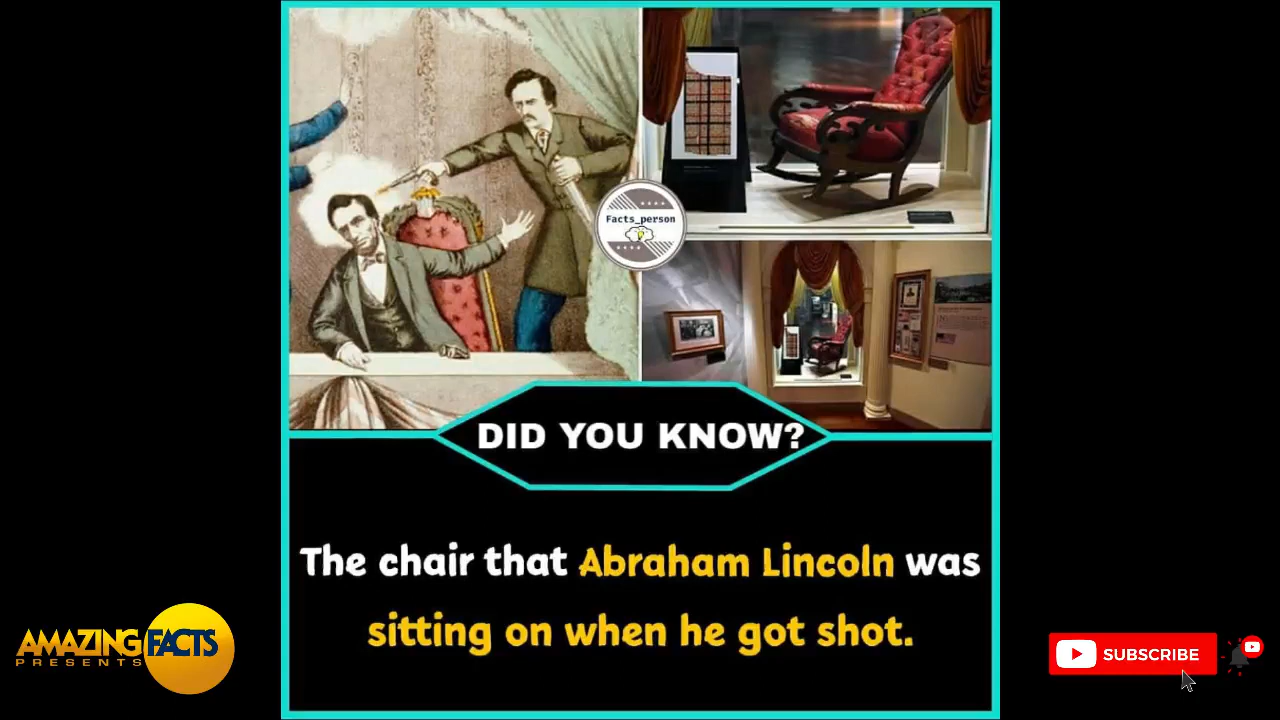 Facts_person
DID YOU KNOW?
The chair that Abraham Lincoln was
sitting on when he got shot.
AMAZING FACTS
PRESENTS
SUBSCRIBE